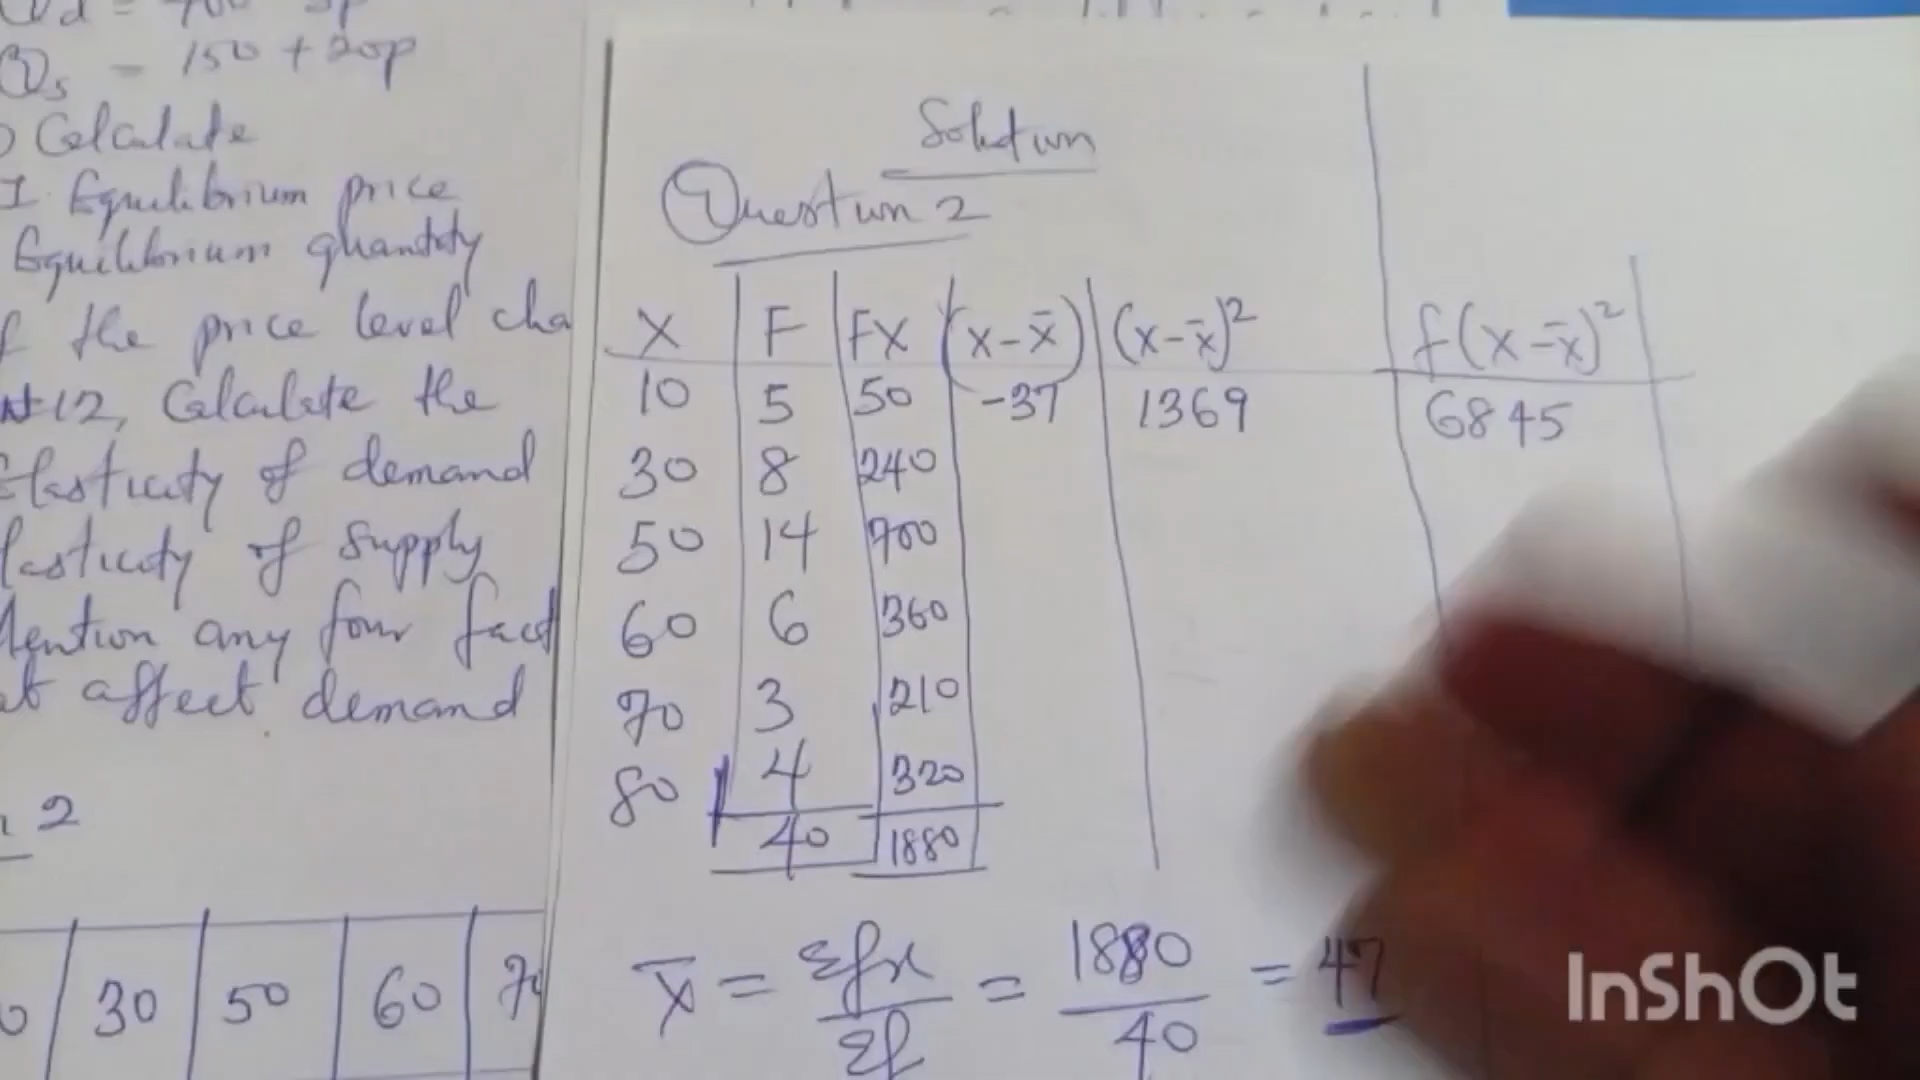 Qs = 150 + 20p
Calculate
I. Equilibrium price
Equilibrium quantity
the price level cha
12, Calculate the
Elasticity of demand
lasticity of supply
Mention any four fact
at affect demand
2
30 | 50 | 60 | 70
Solution
Question 2
X | F | FX | (x-x̄) | (x-x̄)² | f(x-x̄)²
10 | 5 | 50 | -37 | 1369 | 6845
30 | 8 | 240
50 | 14 | 700
60 | 6 | 360
70 | 3 | 210
80 | 4 | 320
40 | 1880
x̄ = Σfx/Σf = 1880/40 = 47
InShOt